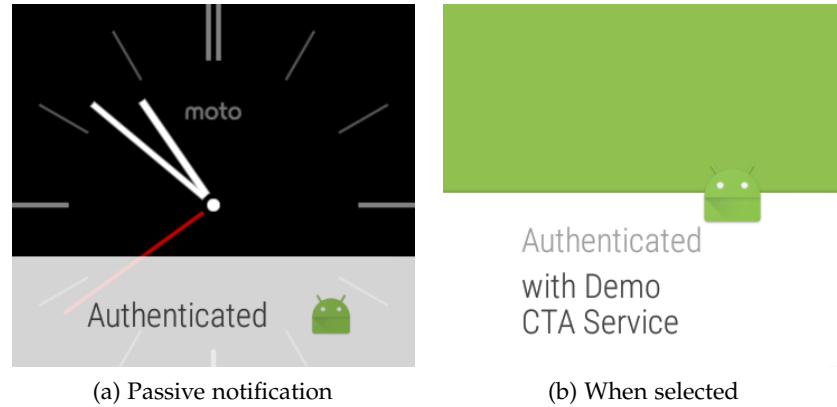 moto
Authenticated
(a) Passive notification
Authenticated
with Demo
CTA Service
(b) When selected